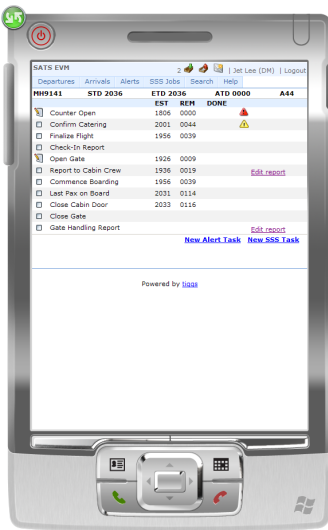 SATS EVM 2 | Jet Lee (DM) | Logout
Departures Arrivals Alerts SSS Jobs Search Help
MH9141 STD 2036 ETD 2036 ATD 0000 A44
EST REM DONE
Counter Open 1806 0000
Confirm Catering 2001 0044
Finalize Flight 1956 0039
Check-In Report
Open Gate 1926 0009
Report to Cabin Crew 1936 0019 Edit report
Commence Boarding 1956 0039
Last Pax on Board 2031 0114
Close Cabin Door 2033 0116
Close Gate
Gate Handling Report Edit report
New Alert Task New SSS Task
Powered by tiqqs